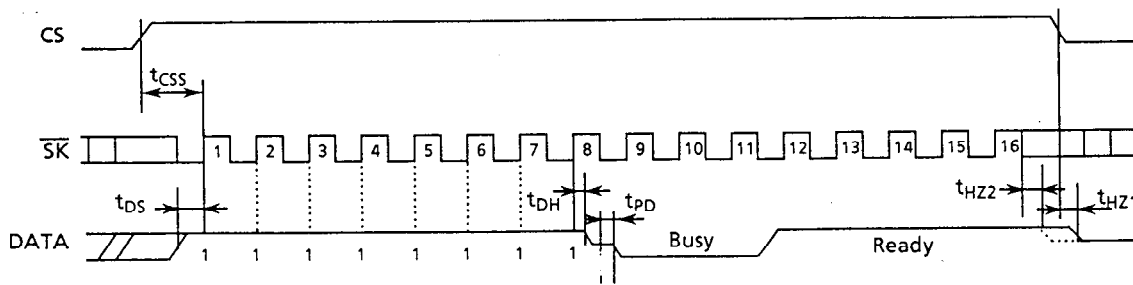 CS
tCSS
SK 1 2 3 4 5 6 7 8 9 10 11 12 13 14 15 16
tDS tDH tPD tHZ2 tHZ1
DATA Busy Ready
1 1 1 1 1 1 1 1